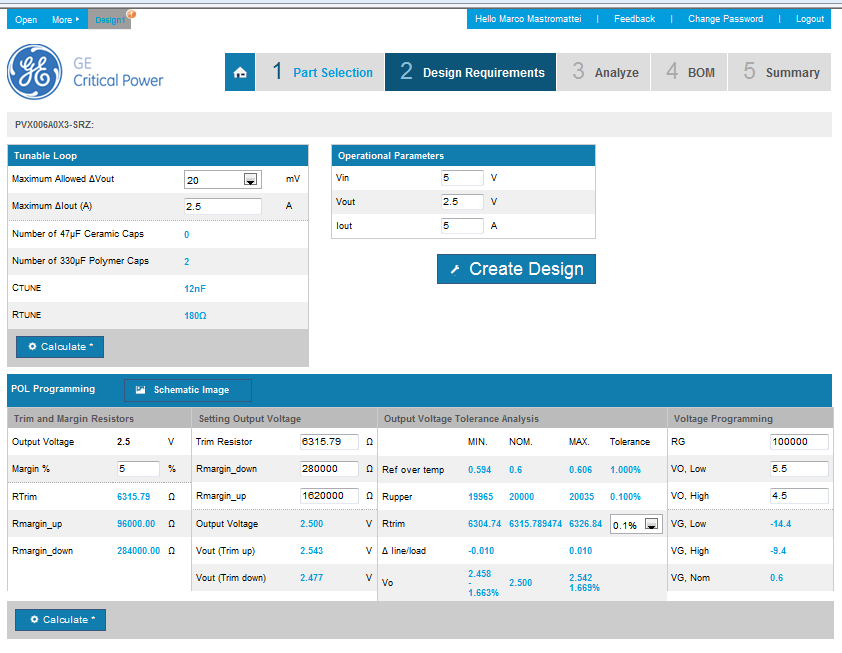 Open More Design1 Hello Marco Mastromattei | Feedback | Change Password | Logout
GE
Critical Power
1 Part Selection 2 Design Requirements 3 Analyze 4 BOM 5 Summary
PVX006A0X3-SRZ:
Tunable Loop
Maximum Allowed ΔVout 20 mV
Maximum ΔIout (A) 2.5 A
Number of 47µF Ceramic Caps 0
Number of 330µF Polymer Caps 2
CTUNE 12nF
RTUNE 180Ω
Calculate *
Operational Parameters
Vin 5 V
Vout 2.5 V
Iout 5 A
Create Design
POL Programming Schematic Image
Trim and Margin Resistors
Output Voltage 2.5 V
Margin % 5 %
RTrim 6315.79 Ω
Rmargin_up 96000.00 Ω
Rmargin_down 284000.00 Ω
Setting Output Voltage
Trim Resistor 6315.79 Ω
Rmargin_down 280000 Ω
Rmargin_up 1620000 Ω
Output Voltage 2.500 V
Vout (Trim up) 2.543 V
Vout (Trim down) 2.477 V
Output Voltage Tolerance Analysis
MIN. NOM. MAX. Tolerance
Ref over temp 0.594 0.6 0.606 1.000%
Rupper 19965 20000 20035 0.100%
Rtrim 6304.74 6315.789474 6326.84 0.1%
Δ line/load -0.010 0.010
Vo 2.458 - 1.663% 2.500 2.542 1.669%
Voltage Programming
RG 100000
VO, Low 5.5
VO, High 4.5
VG, Low -14.4
VG, High -9.4
VG, Nom 0.6
Calculate *